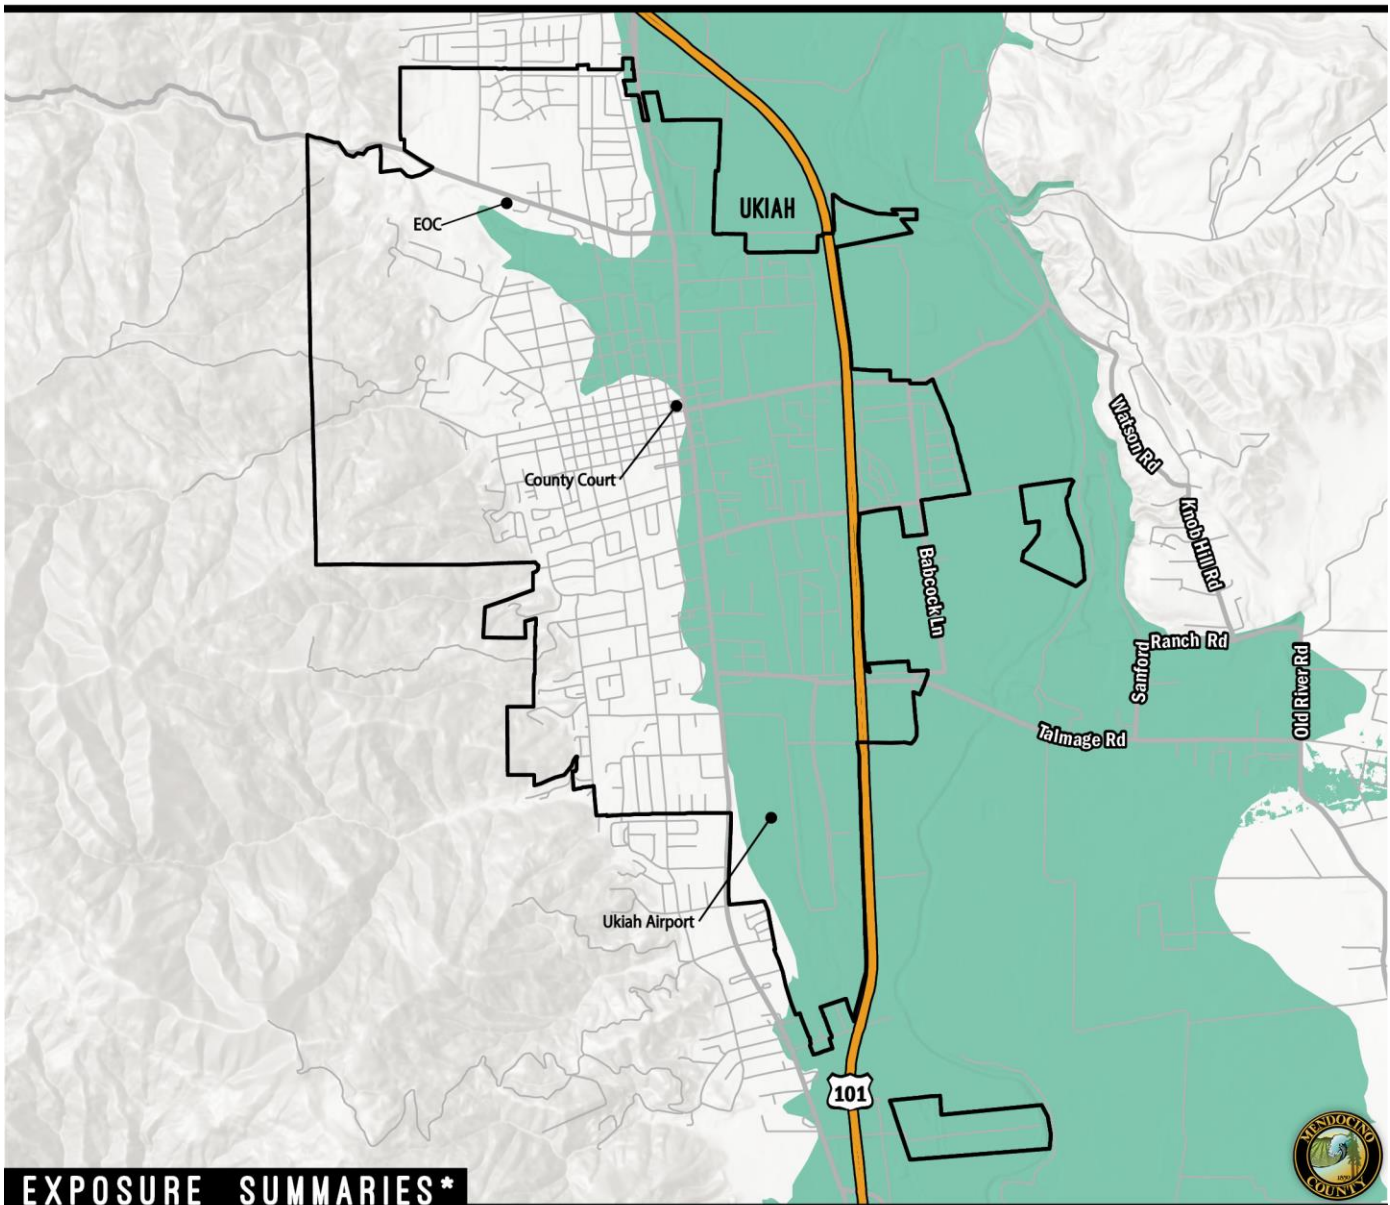 UKIAH
EOC
Watson Rd
County Court
Knob Hill Rd
Babcock Ln
Ranch Rd
Sanford
Old River Rd
Talmage Rd
Ukiah Airport
101
MENDOCINO
1850
COUNTY
EXPOSURE SUMMARIES*